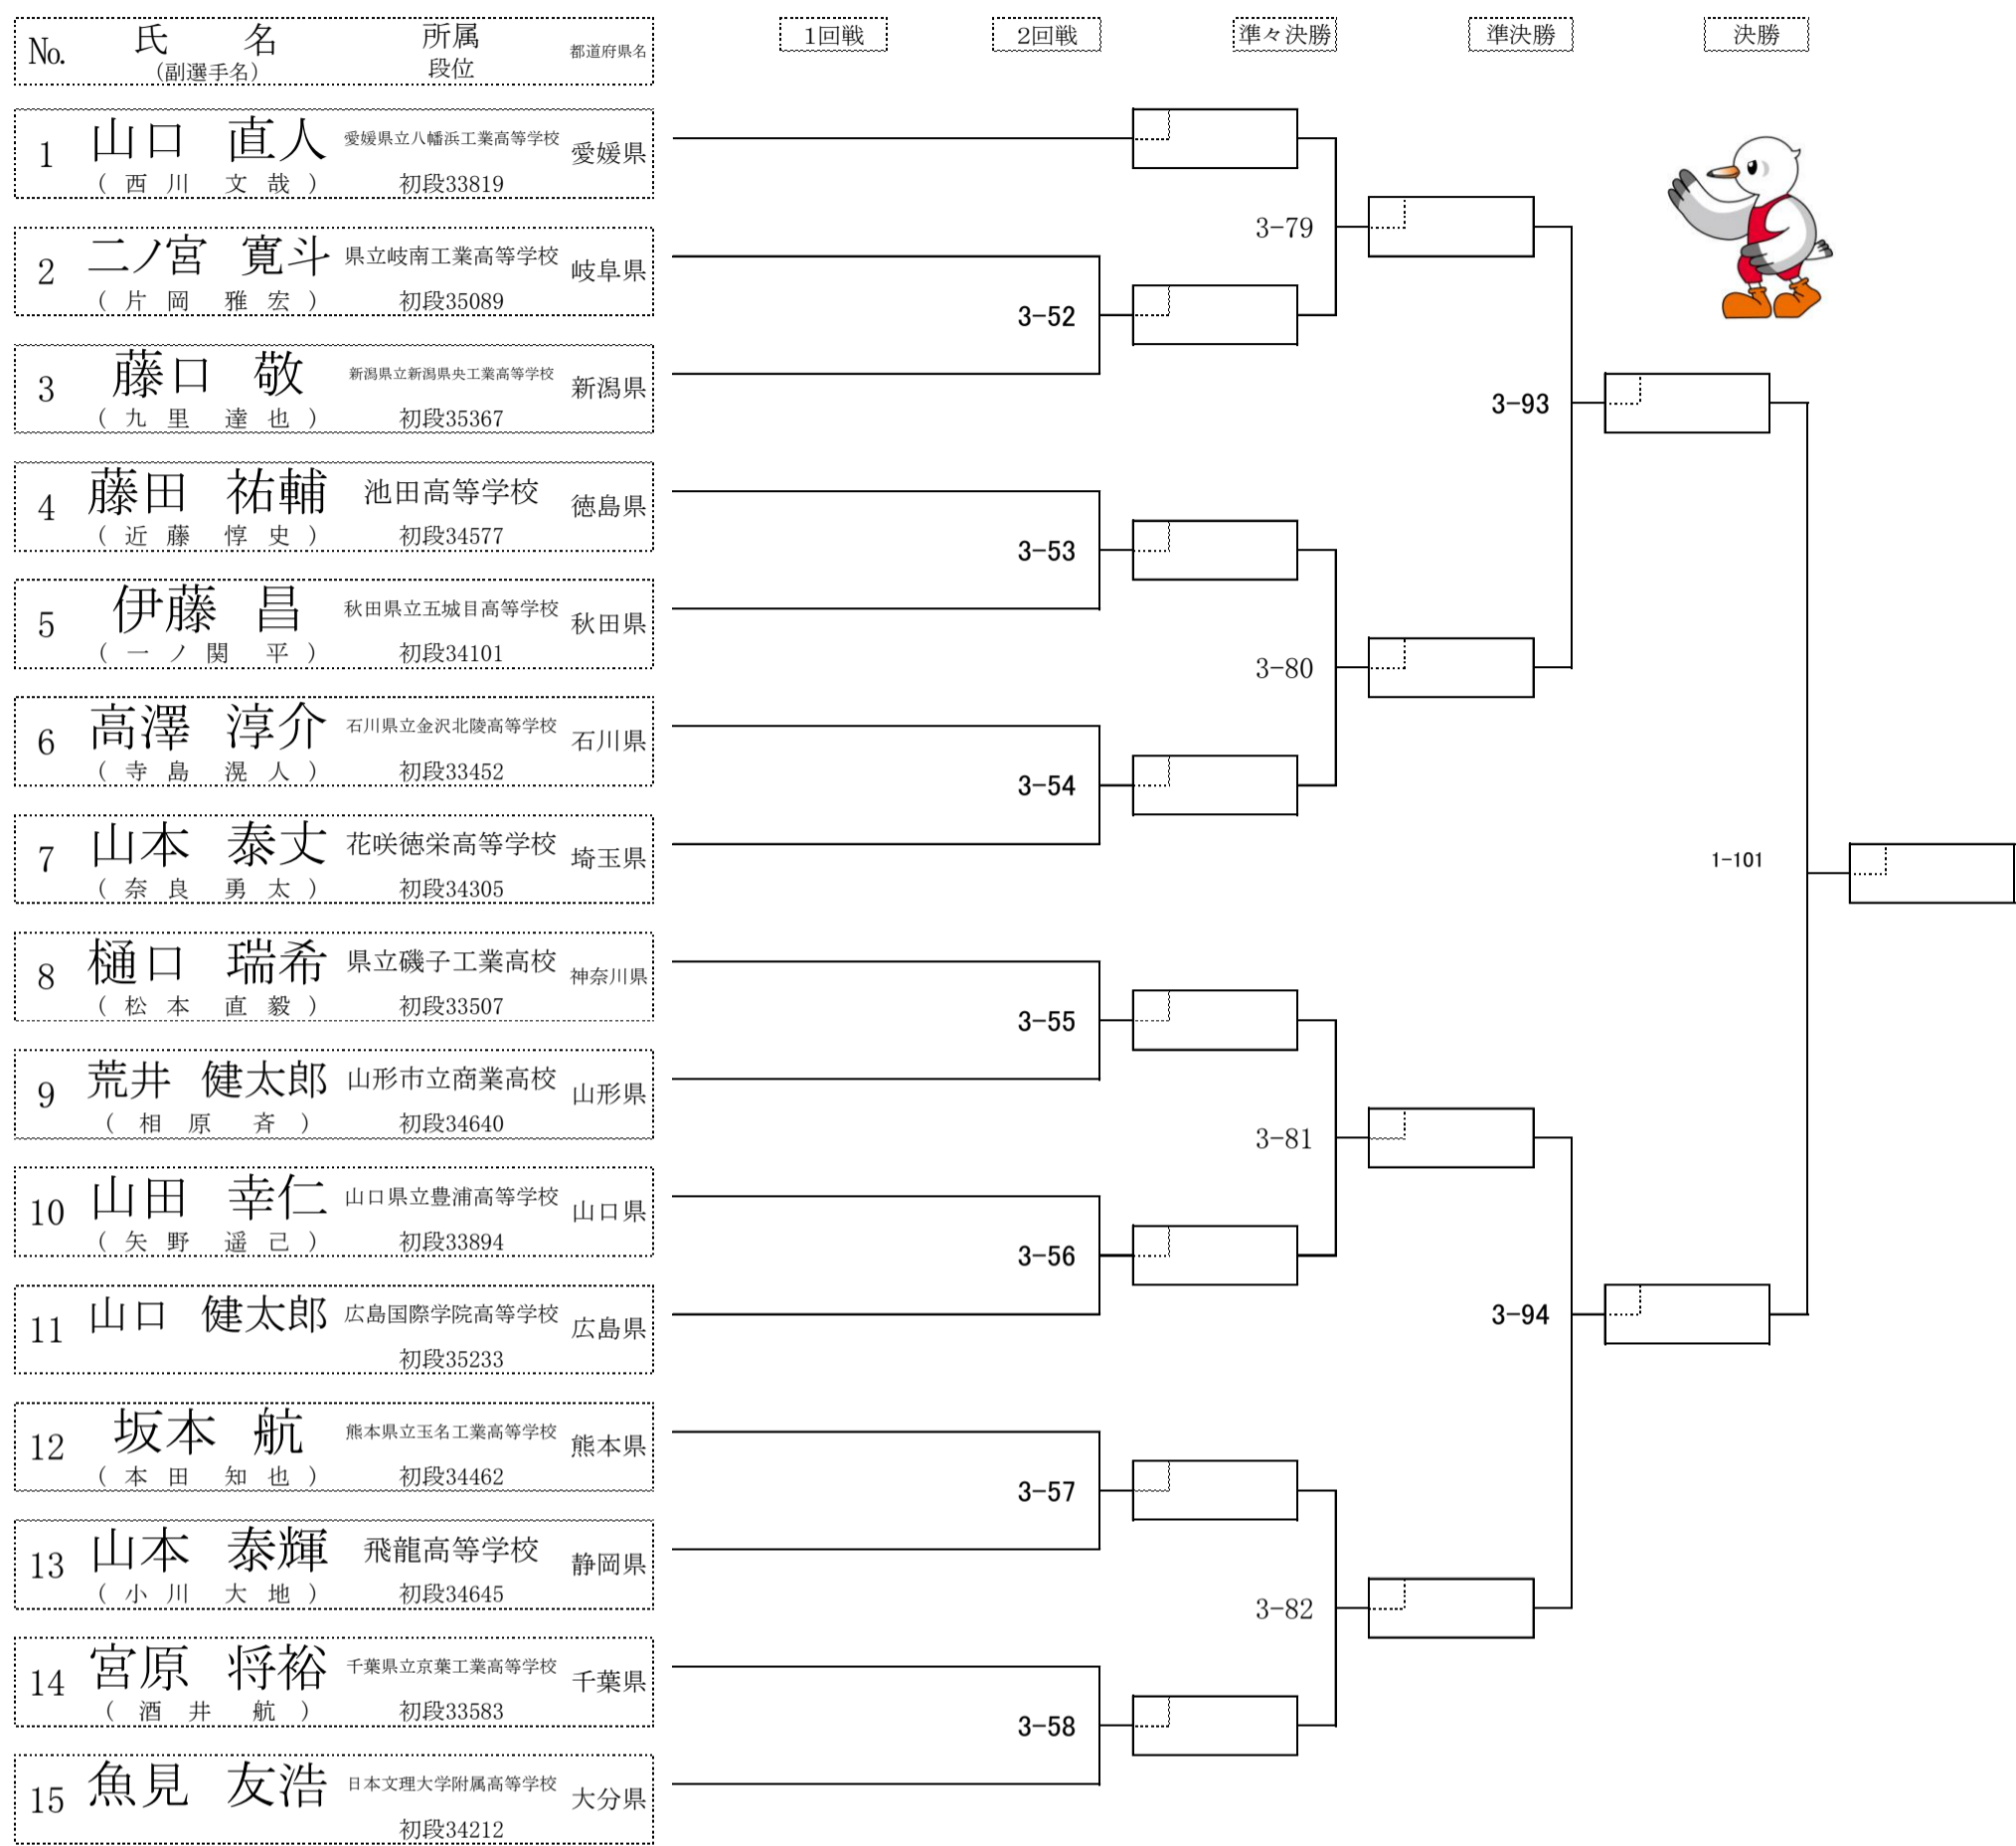 No. 氏 名 所属 都道府県名 1回戦 2回戦 準々決勝 準決勝 決勝
(副選手名) 段位
1 山口 直人 愛媛県立八幡浜工業高等学校 愛媛県
(西川 文哉) 初段33819
3-79
2 二ノ宮 寛斗 県立岐南工業高等学校 岐阜県
(片岡 雅宏) 初段35089
3-52
3 藤口 敬 新潟県立新潟県央工業高等学校 新潟県
(九里 達也) 初段35367
3-93
4 藤田 祐輔 池田高等学校 徳島県
(近藤 惇史) 初段34577
3-53
5 伊藤 昌 秋田県立五城目高等学校 秋田県
(一ノ関 平) 初段34101
3-80
6 高澤 淳介 石川県立金沢北陵高等学校 石川県
(寺島 滉人) 初段33452
3-54
7 山本 泰丈 花咲徳栄高等学校 埼玉県
(奈良 勇太) 初段34305
1-101
8 樋口 瑞希 県立磯子工業高校 神奈川県
(松本 直毅) 初段33507
3-55
9 荒井 健太郎 山形市立商業高校 山形県
(相原 斉) 初段34640
3-81
10 山田 幸仁 山口県立豊浦高等学校 山口県
(矢野 遥己) 初段33894
3-56
11 山口 健太郎 広島国際学院高等学校 広島県
初段35233
3-94
12 坂本 航 熊本県立玉名工業高等学校 熊本県
(本田 知也) 初段34462
3-57
13 山本 泰輝 飛龍高等学校 静岡県
(小川 大地) 初段34645
3-82
14 宮原 将裕 千葉県立京葉工業高等学校 千葉県
(酒井 航) 初段33583
3-58
15 魚見 友浩 日本文理大学附属高等学校 大分県
初段34212